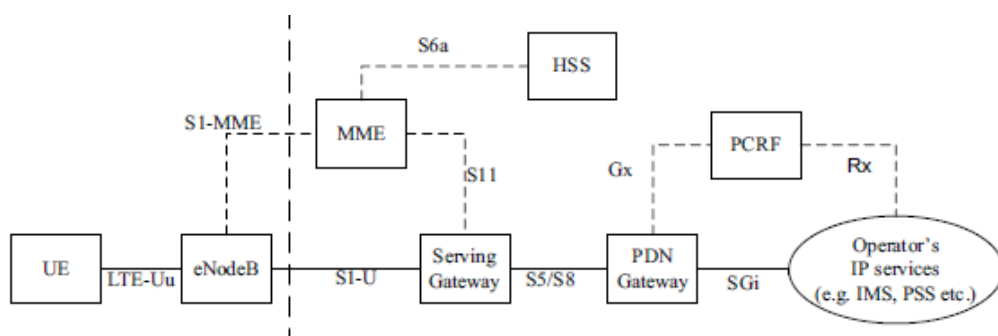 S6a
HSS
S1-MME
MME
PCRF
Gx
Rx
S11
UE
LTE-Uu
eNodeB
S1-U
Serving
Gateway
S5/S8
PDN
Gateway
SGi
Operator's
IP services
(e.g. IMS, PSS etc.)